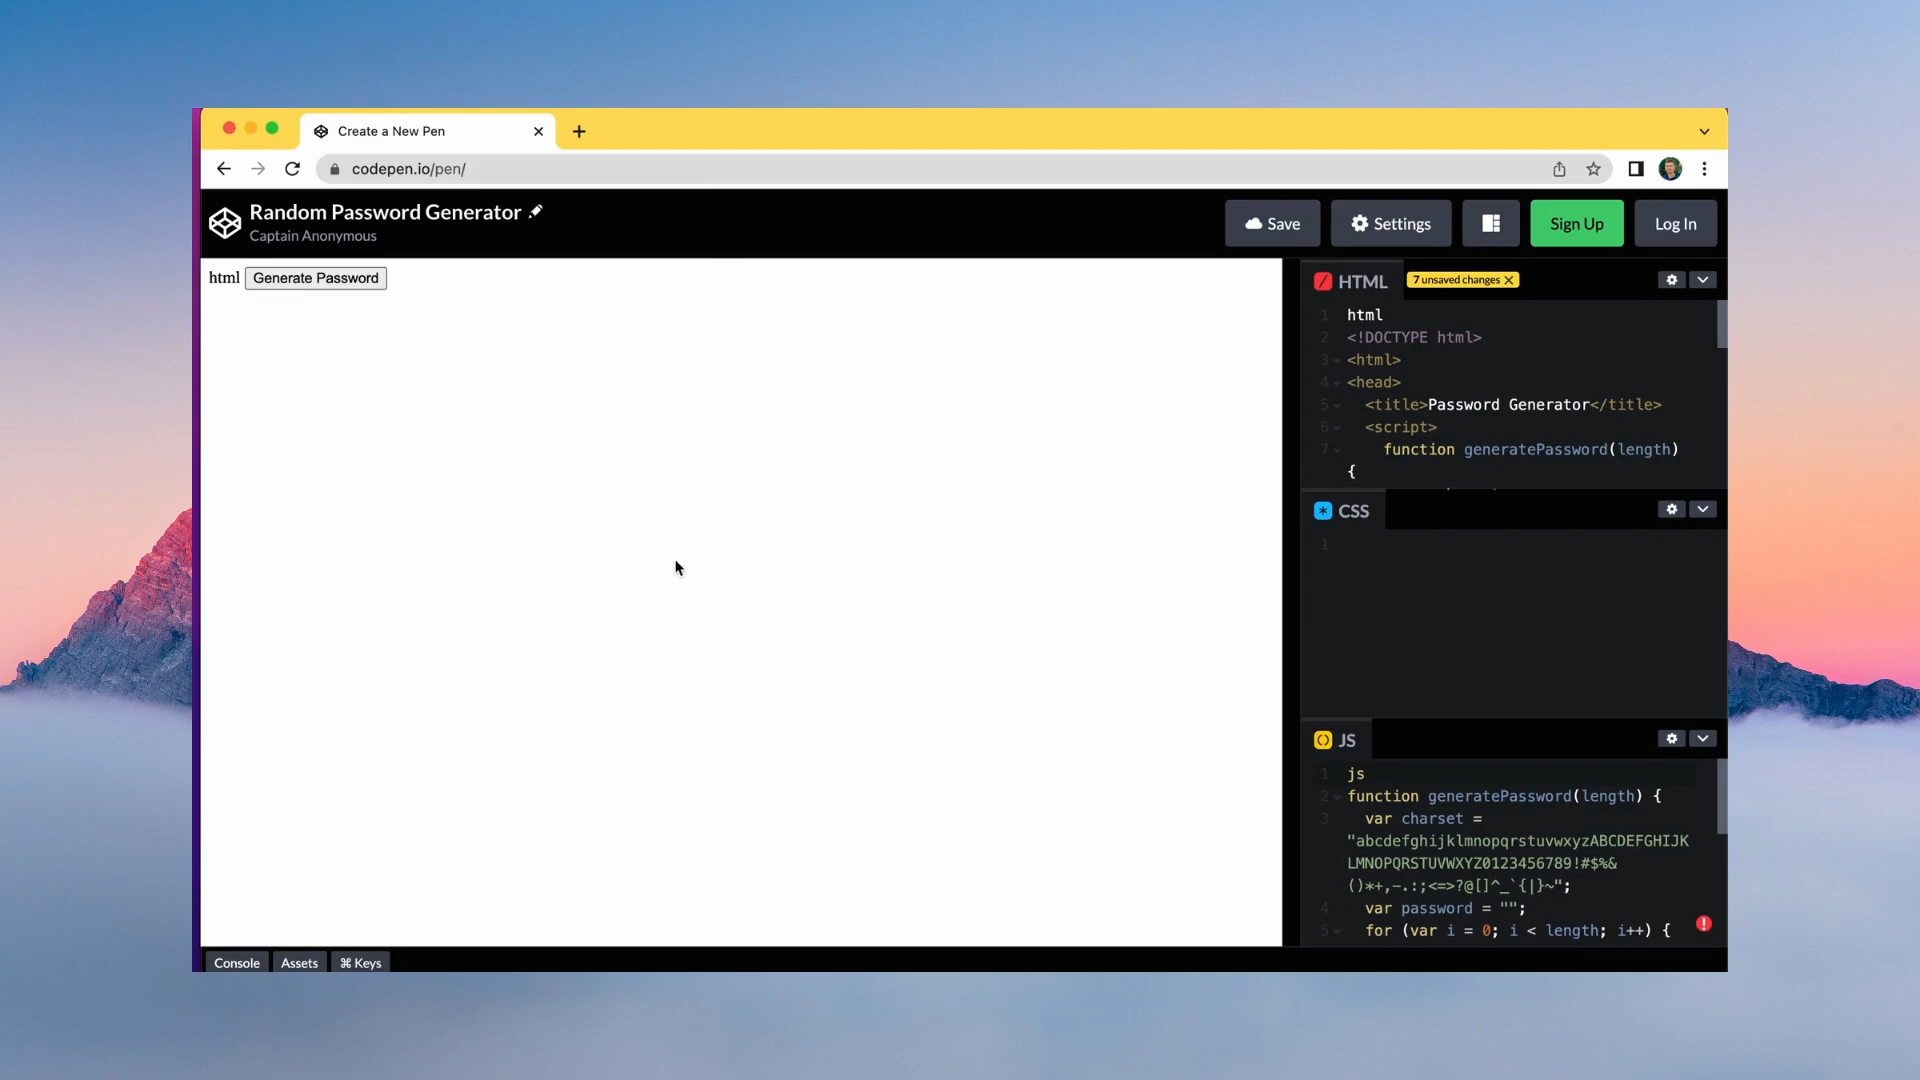 Create a New Pen
codepen.io/pen/
Random Password Generator
Captain Anonymous
Save
Settings
Sign Up
Log In
html
Generate Password
HTML
7 unsaved changes
1 html
2 <!DOCTYPE html>
3 <html>
4 <head>
5 <title>Password Generator</title>
6 <script>
7 function generatePassword(length)
{
CSS
1
JS
1 js
2 function generatePassword(length) {
3 var charset =
"abcdefghijklmnopqrstuvwxyzABCDEFGHIJK
LMNOPQRSTUVWXYZ0123456789!#$%&
()*+,-.:;<=>?@[]^_`{|}~";
4 var password = "";
5 for (var i = 0; i < length; i++) {
Console
Assets
⌘ Keys